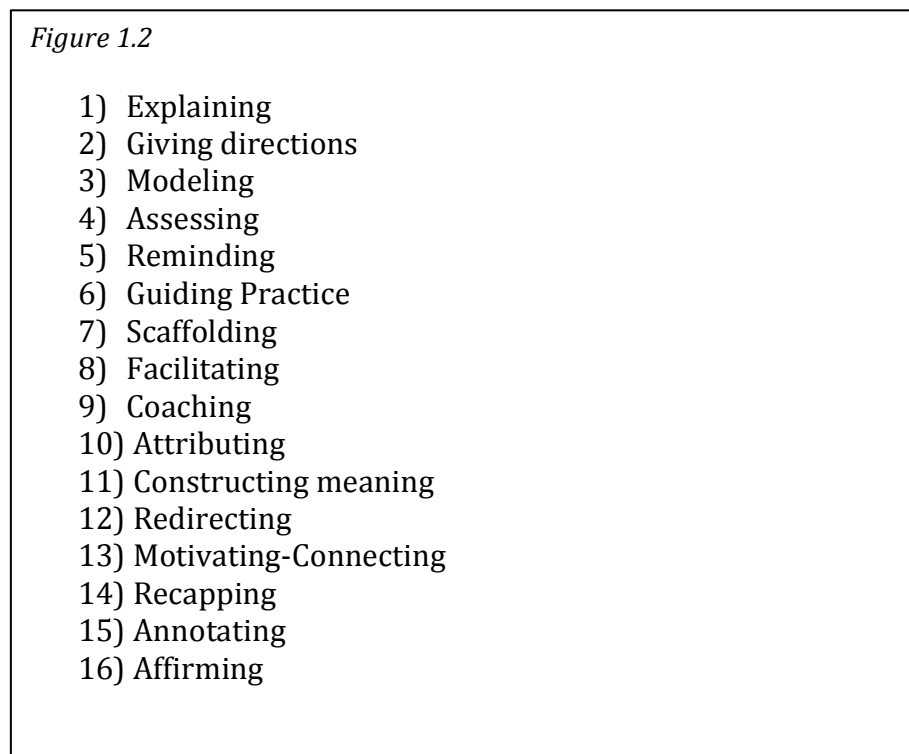 Figure 1.2
1) Explaining
2) Giving directions
3) Modeling
4) Assessing
5) Reminding
6) Guiding Practice
7) Scaffolding
8) Facilitating
9) Coaching
10) Attributing
11) Constructing meaning
12) Redirecting
13) Motivating-Connecting
14) Recapping
15) Annotating
16) Affirming